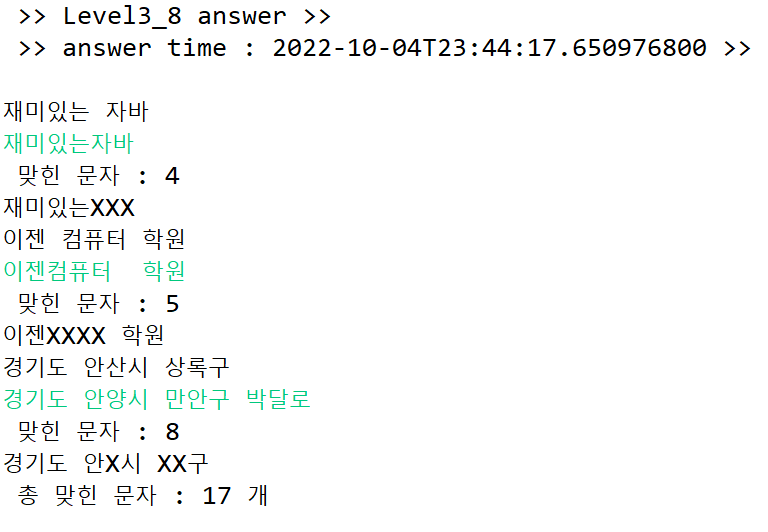 >> Level3_8 answer >>
>> answer time : 2022-10-04T23:44:17.650976800 >>
재미있는 자바
재미있는자바
맞힌 문자 : 4
재미있는XXX
이젠 컴퓨터 학원
이젠컴퓨터  학원
맞힌 문자 : 5
이젠XXXX 학원
경기도 안산시 상록구
경기도 안양시 만안구 박달로
맞힌 문자 : 8
경기도 안X시 XX구
총 맞힌 문자 : 17 개